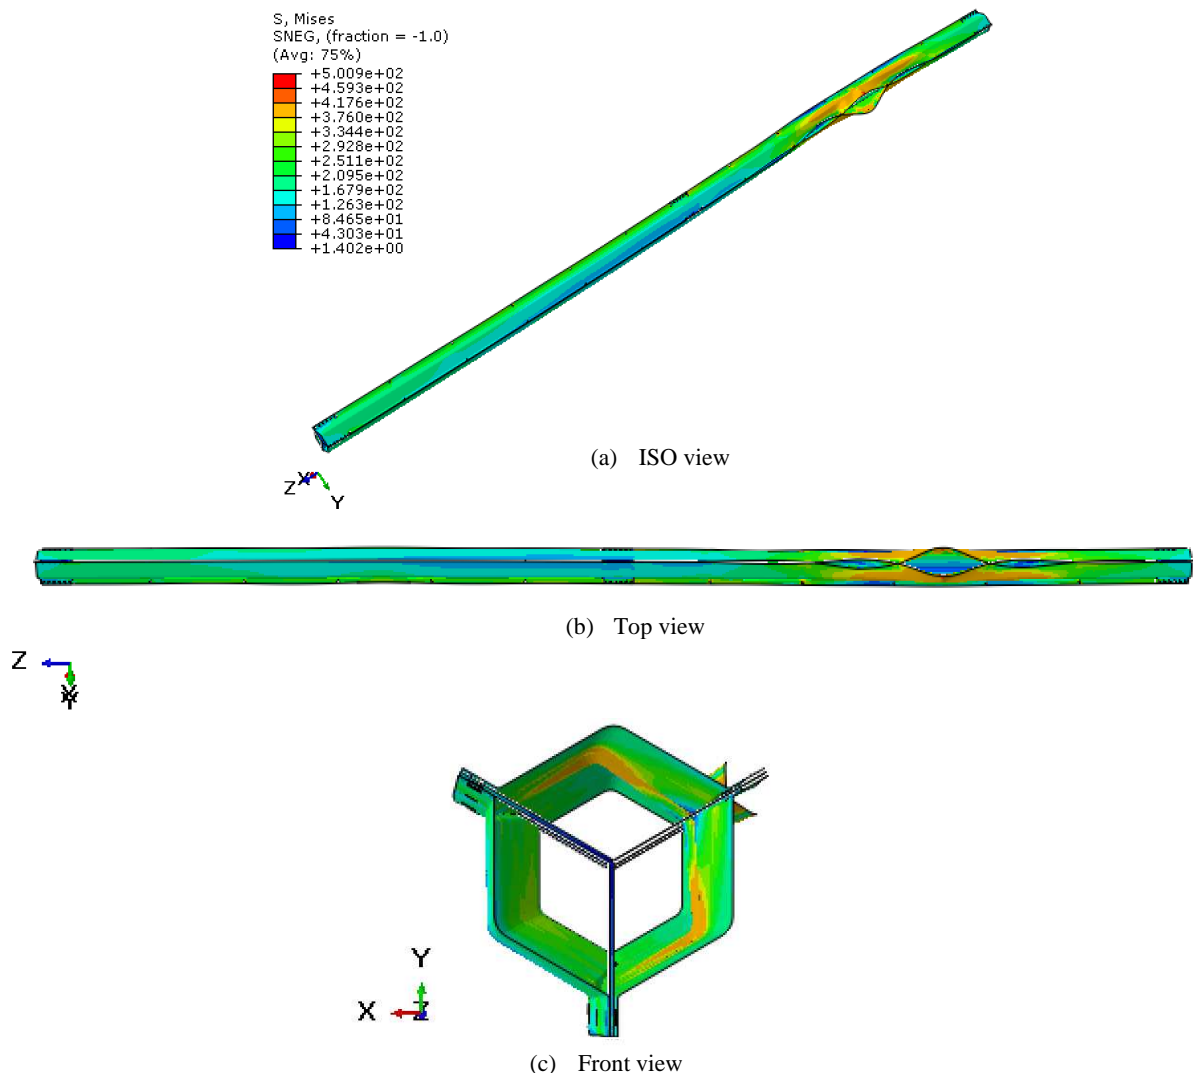 S, Mises
SNEG, (fraction = -1.0)
(Avg: 75%)
+5.009e+02
+4.593e+02
+4.176e+02
+3.760e+02
+3.344e+02
+2.928e+02
+2.511e+02
+2.095e+02
+1.679e+02
+1.263e+02
+8.465e+01
+4.303e+01
+1.402e+00
(a) ISO view
Z X Y
(b) Top view
Z
Y
Y
X Z
(c) Front view